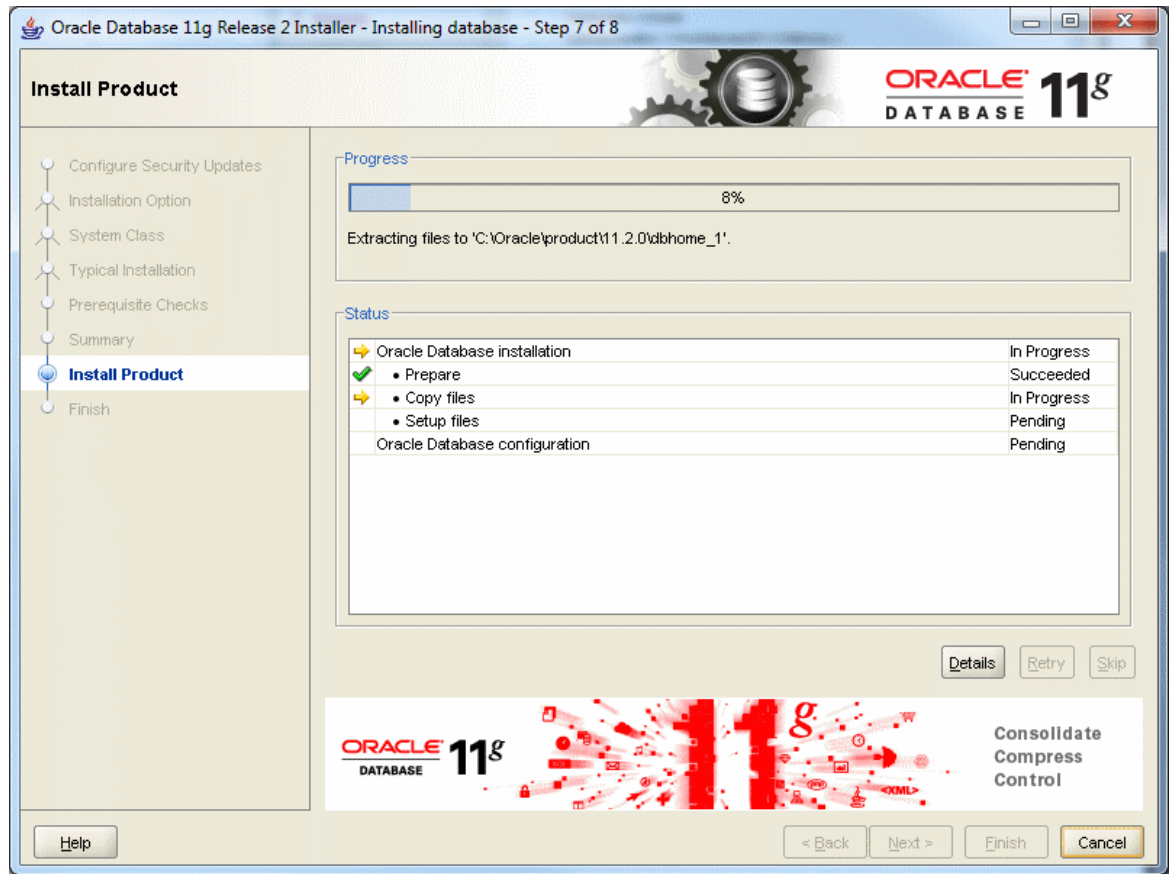 Oracle Database 11g Release 2 Installer - Installing database - Step 7 of 8
Install Product
ORACLE 11g
DATABASE
Configure Security Updates
Installation Option
System Class
Typical Installation
Prerequisite Checks
Summary
Install Product
Finish
Progress
8%
Extracting files to 'C:\Oracle\product\11.2.0\dbhome_1'.
Status
Oracle Database installation In Progress
• Prepare Succeeded
• Copy files In Progress
• Setup files Pending
Oracle Database configuration Pending
Details Retry Skip
ORACLE 11g
DATABASE
11g
<XML>
Consolidate
Compress
Control
Help < Back Next > Finish Cancel